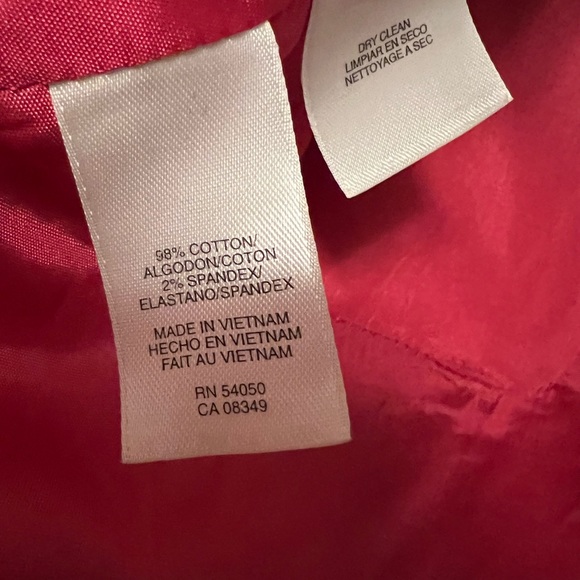 98% COTTON/
ALGODON/COTON
2% SPANDEX/
ELASTANO/SPANDEX
MADE IN VIETNAM
HECHO EN VIETNAM
FAIT AU VIETNAM
RN 54050
CA 08349
DRY CLEAN
LIMPIAR EN SECO
NETTOYAGE A SEC